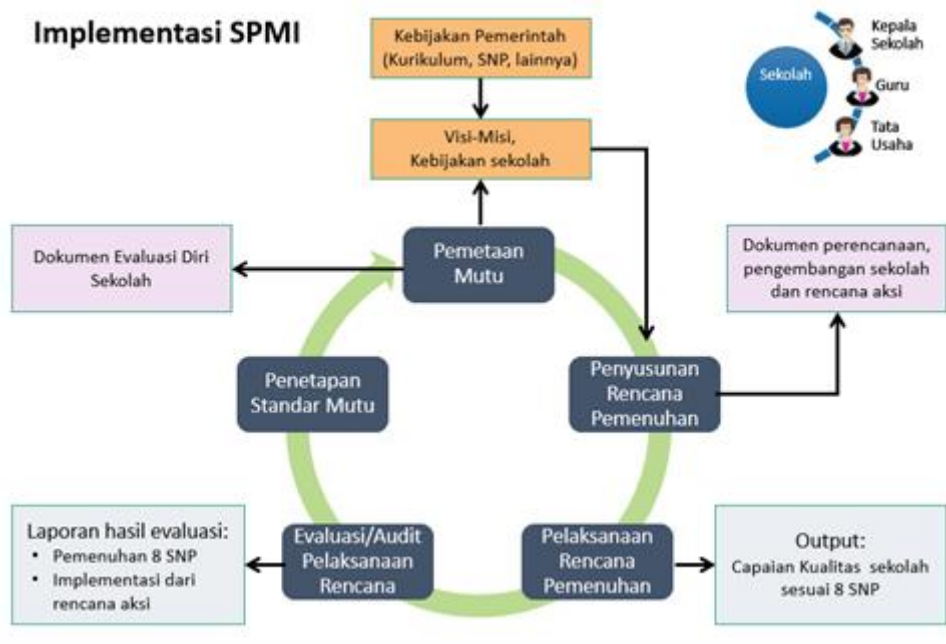 Implementasi SPMI
Kebijakan Pemerintah
(Kurikulum, SNP, lainnya)
Kepala
Sekolah
Sekolah
Guru
Tata
Usaha
Visi-Misi,
Kebijakan sekolah
Dokumen Evaluasi Diri
Sekolah
Pemetaan
Mutu
Dokumen perencanaan,
pengembangan sekolah
dan rencana aksi
Penetapan
Standar Mutu
Penyusunan
Rencana
Pemenuhan
Laporan hasil evaluasi:
• Pemenuhan 8 SNP
• Implementasi dari
rencana aksi
Evaluasi/Audit
Pelaksanaan
Rencana
Pelaksanaan
Rencana
Pemenuhan
Output:
Capaian Kualitas sekolah
sesuai 8 SNP